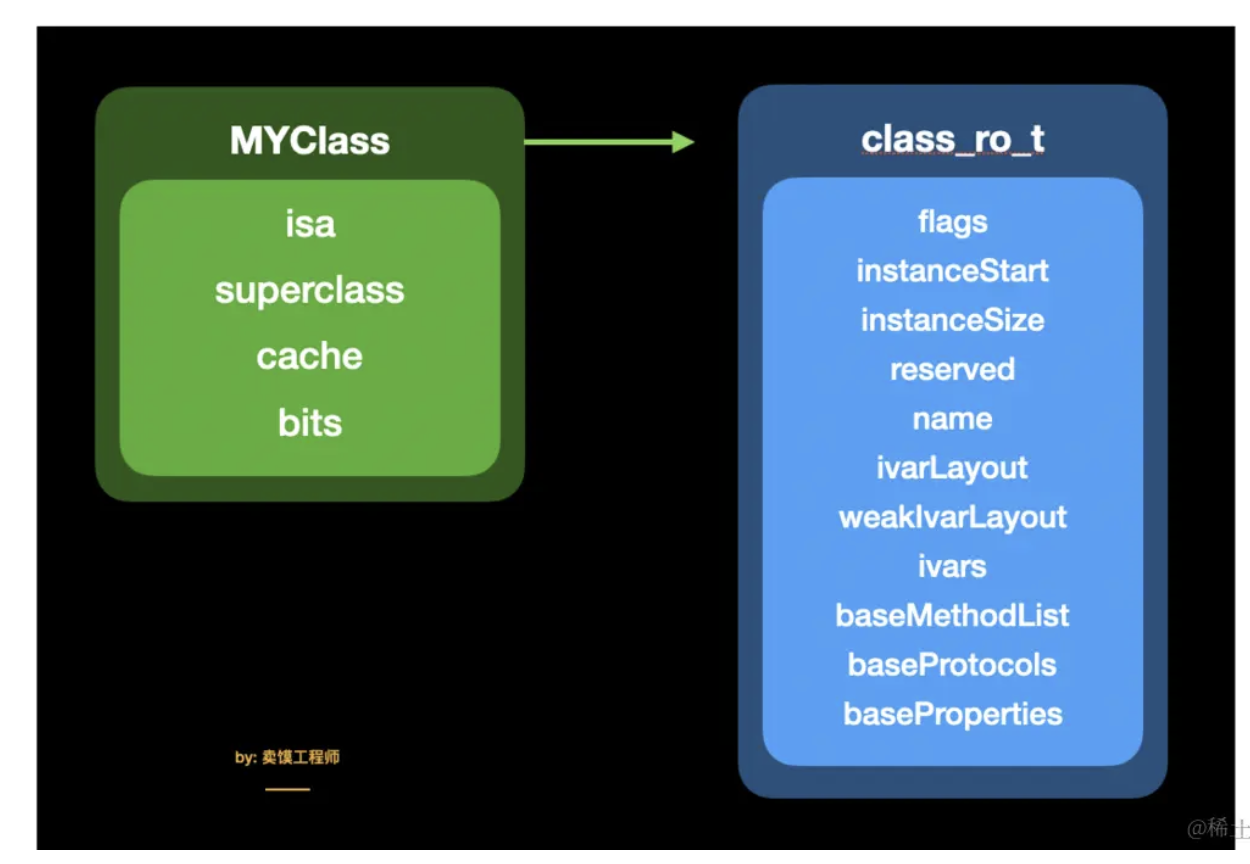 MYClass
isa
superclass
cache
bits
class_ro_t
flags
instanceStart
instanceSize
reserved
name
ivarLayout
weakIvarLayout
ivars
baseMethodList
baseProtocols
baseProperties
by: 卖馍工程师
@稀土